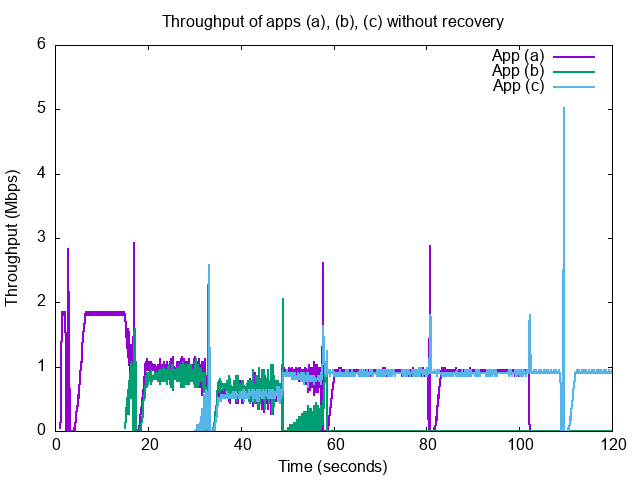 Throughput of apps (a), (b), (c) without recovery
6
5
4
3
2
1
0
Throughput (Mbps)
App (a)
App (b)
App (c)
0 20 40 60 80 100 120
Time (seconds)